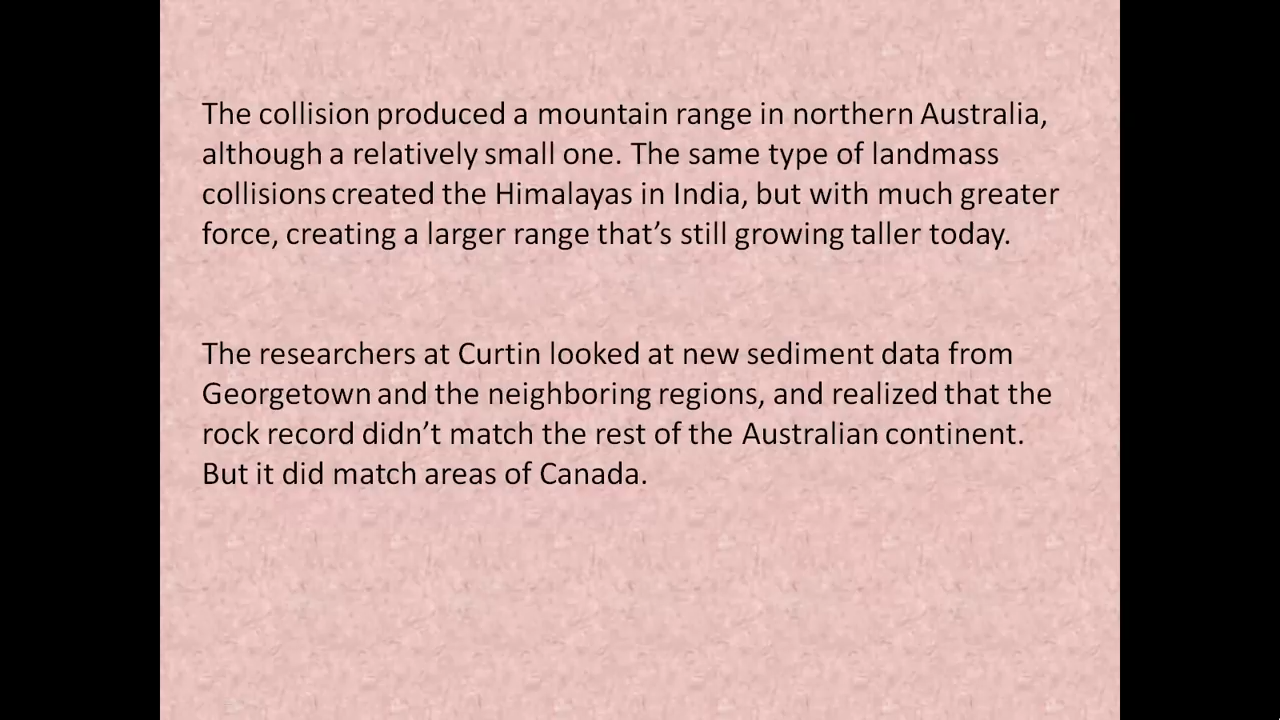 The collision produced a mountain range in northern Australia,
although a relatively small one. The same type of landmass
collisions created the Himalayas in India, but with much greater
force, creating a larger range that’s still growing taller today.
The researchers at Curtin looked at new sediment data from
Georgetown and the neighboring regions, and realized that the
rock record didn’t match the rest of the Australian continent.
But it did match areas of Canada.